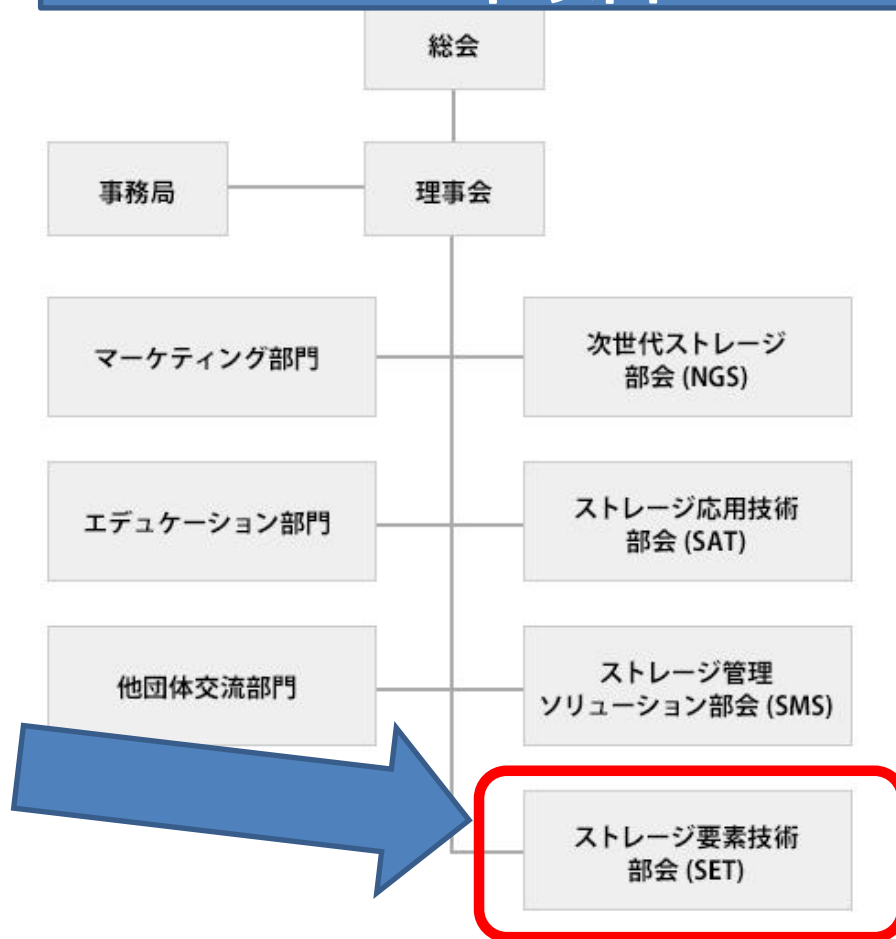 総会
事務局
理事会
マーケティング部門
次世代ストレージ
部会 (NGS)
エデュケーション部門
ストレージ応用技術
部会 (SAT)
他団体交流部門
ストレージ管理
ソリューション部会 (SMS)
ストレージ要素技術
部会 (SET)